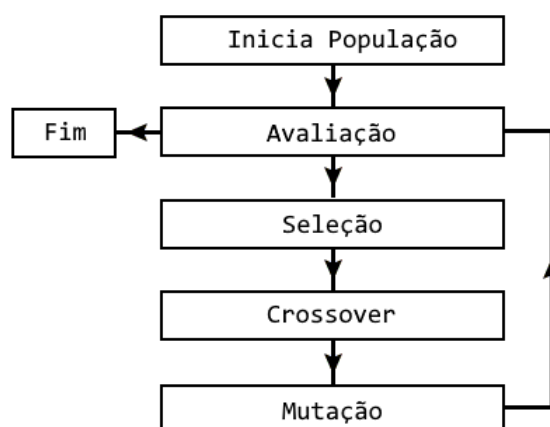 Inicia População
Fim
Avaliação
Seleção
Crossover
Mutação